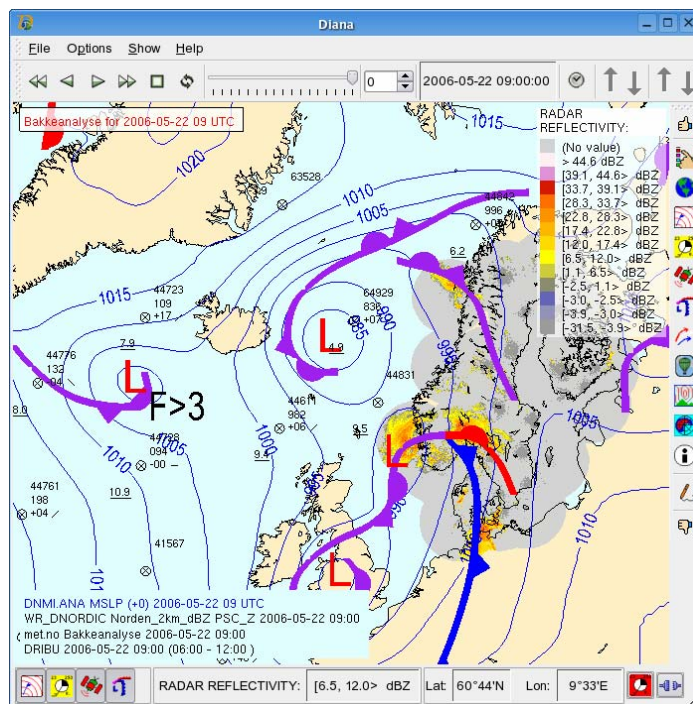 Diana
File Options Show Help
0 2006-05-22 09:00:00
Bakkeanalyse for 2006-05-22 09 UTC
RADAR
REFLECTIVITY:
(No value)
> 44.6 dBZ
[39.1, 44.6> dBZ
[33.7, 39.1> dBZ
[28.3, 33.7> dBZ
[22.8, 28.3> dBZ
[17.4, 22.8> dBZ
[12.0, 17.4> dBZ
[6.5, 12.0> dBZ
[1.1, 6.5> dBZ
[-2.5, 1.1> dBZ
[-3.0, -2.5> dBZ
[-3.9, -3.0> dBZ
[-31.5, -3.9> dBZ
1015
1020
63528
1010
44842
996
1005
6.2
1015
44723
109
+17
64929
990
985
4.9
7.9
44776
132
-04
L
L
F>3
44831
44611
982
+06
9.5
1005
8.0
1000
1005
094
-00
9.4
L
1010
10.9
44761
198
+04
41567
L
1010
DNMI.ANA MSLP (+0) 2006-05-22 09 UTC
WR_DNORDIC Norden_2km_dBZ PSC_Z 2006-05-22 09:00
met.no Bakkeanalyse 2006-05-22 09:00
DRIBU 2006-05-22 09:00 (06:00 - 12:00 )
RADAR REFLECTIVITY: [6.5, 12.0> dBZ Lat: 60°44'N Lon: 9°33'E